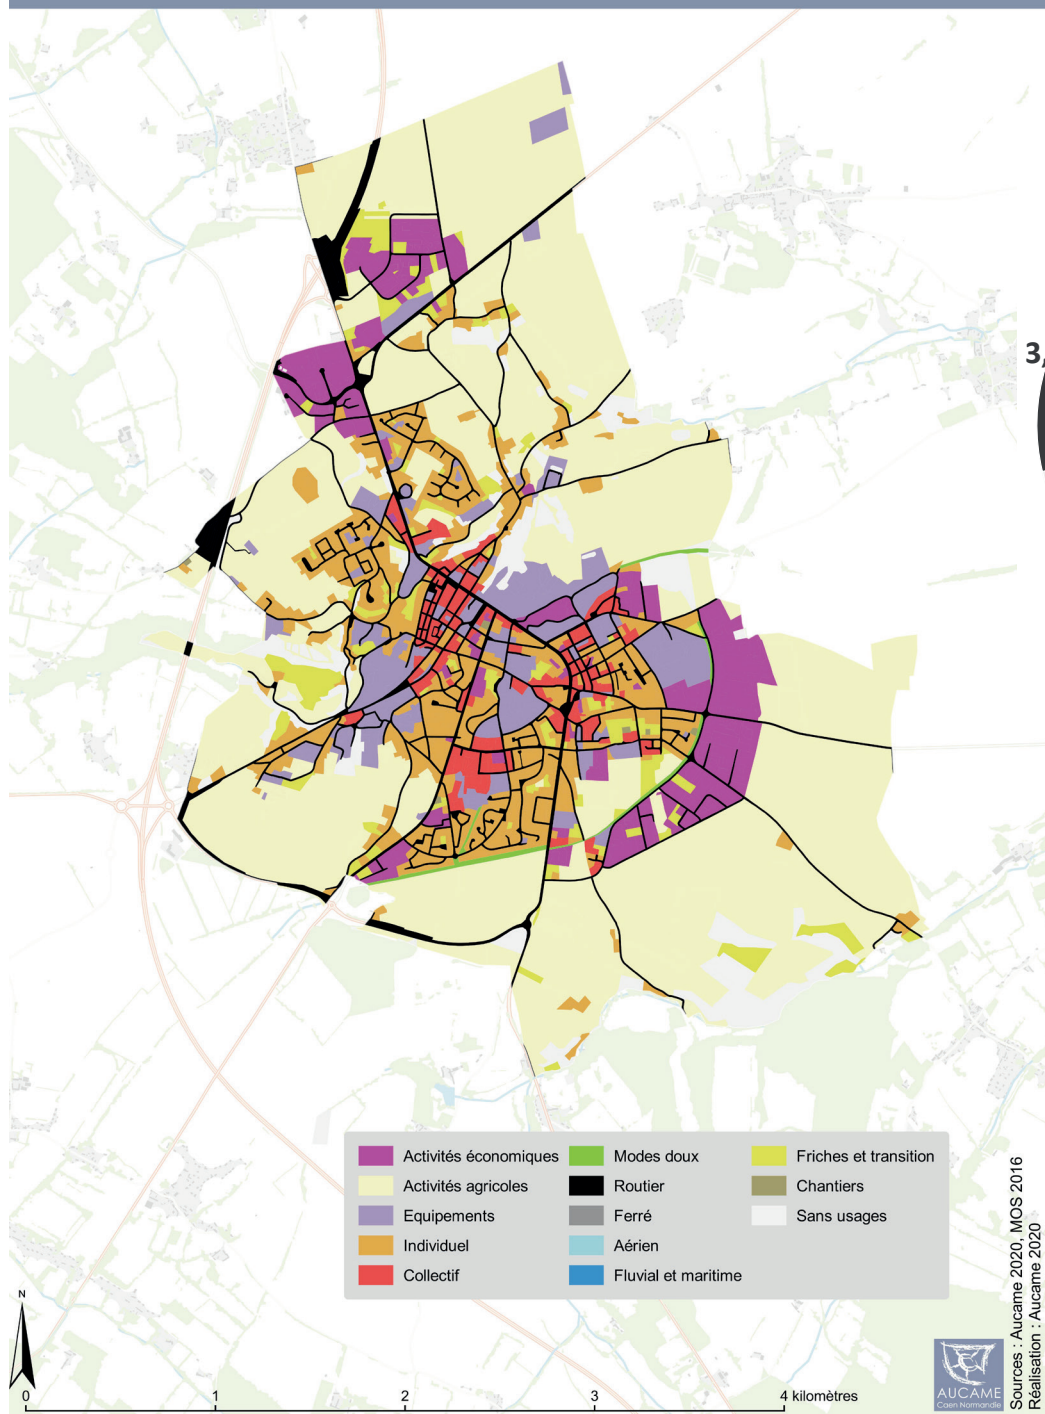 3,
Activités économiques
Activités agricoles
Equipements
Individuel
Collectif
Modes doux
Routier
Ferré
Aérien
Fluvial et maritime
Friches et transition
Chantiers
Sans usages
N
0 1 2 3 4 kilomètres
AUCAME
Caen Normandie
Sources : Aucame 2020, MOS 2016
Réalisation : Aucame 2020